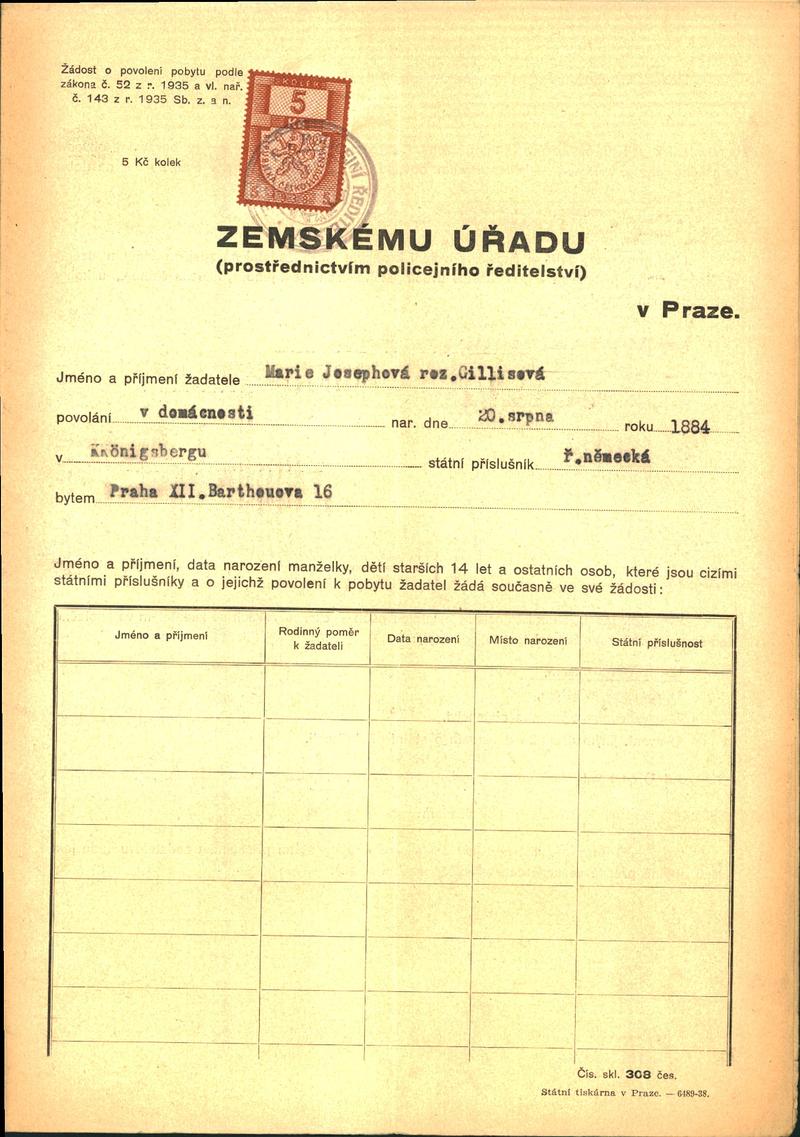 Žádost o povolení pobytu podle
zákona č. 52 z r. 1935 a vl. nař.
č. 143 z r. 1935 Sb. z. a n.
KOLEK
5
5 Kč kolek
ZEMSKÉMU ÚŘADU
(prostřednictvím policejního ředitelství)
v Praze.
Jméno a příjmení žadatele Marie Josephová roz.Gillisová
povolání v domácnosti nar. dne 20.srpna roku 1884
v Königsbergu státní příslušník ř.německá
bytem Praha XII.Barthouova 16
Jméno a příjmení, data narození manželky, dětí starších 14 let a ostatních osob, které jsou cizími
státními příslušníky a o jejichž povolení k pobytu žadatel žádá současně ve své žádosti:
Jméno a příjmení Rodinný poměr k žadateli Data narození Místo narození Státní příslušnost
Čís. skl. 308 čes.
Státní tiskárna v Praze. — 6489-38.